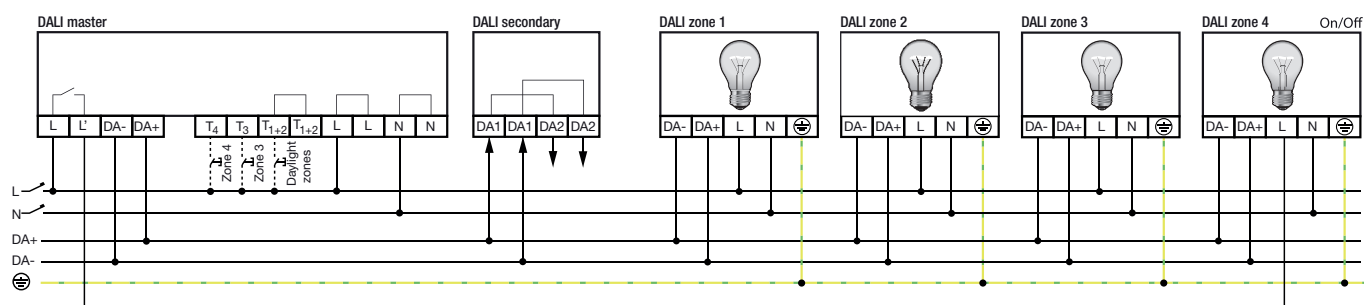 DALI master
DALI secondary
DALI zone 1
DALI zone 2
DALI zone 3
DALI zone 4
On/Off
L L' DA- DA+ T4 T3 T1+2 T1+2 L L N N
DA1 DA1 DA2 DA2
DA- DA+ L N
DA- DA+ L N
DA- DA+ L N
DA- DA+ L N
Zone 4
Zone 3
Daylight
zones
L
N
DA+
DA-